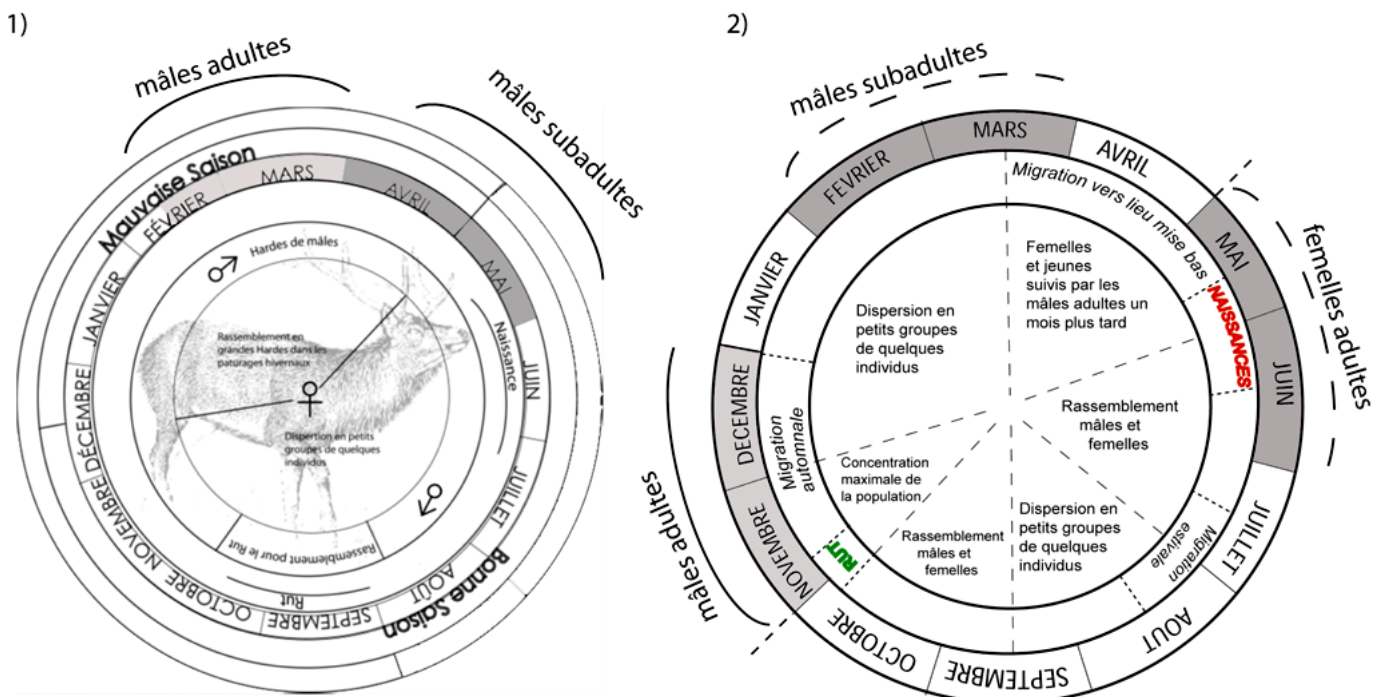 1)
mâles adultes
mâles subadultes
Mauvaise Saison
JANVIER
FÉVRIER
MARS
AVRIL
MAI
JUIN
JUILLET
AOÛT
SEPTEMBRE
OCTOBRE
NOVEMBRE
DÉCEMBRE
Bonne Saison
Hardes de mâles
Naissance
Rassemblement en
grandes Hardes dans les
paturages hivernaux
Dispertion en petits
groupes de quelques
individus
Rassemblement pour le Rut
Rut
2)
mâles subadultes
femelles adultes
mâles adultes
JANVIER
FEVRIER
MARS
AVRIL
MAI
JUIN
JUILLET
AOUT
SEPTEMBRE
OCTOBRE
NOVEMBRE
DECEMBRE
Migration vers lieu mise bas
NAISSANCES
Migration
estivale
RUT
Migration
automnale
Femelles
et jeunes
suivis par les
mâles adultes un
mois plus tard
Rassemblement
mâles et
femelles
Dispersion en
petits groupes
de quelques
individus
Rassemblement
mâles et
femelles
Concentration
maximale de
la population
Dispersion en
petits groupes
de quelques
individus